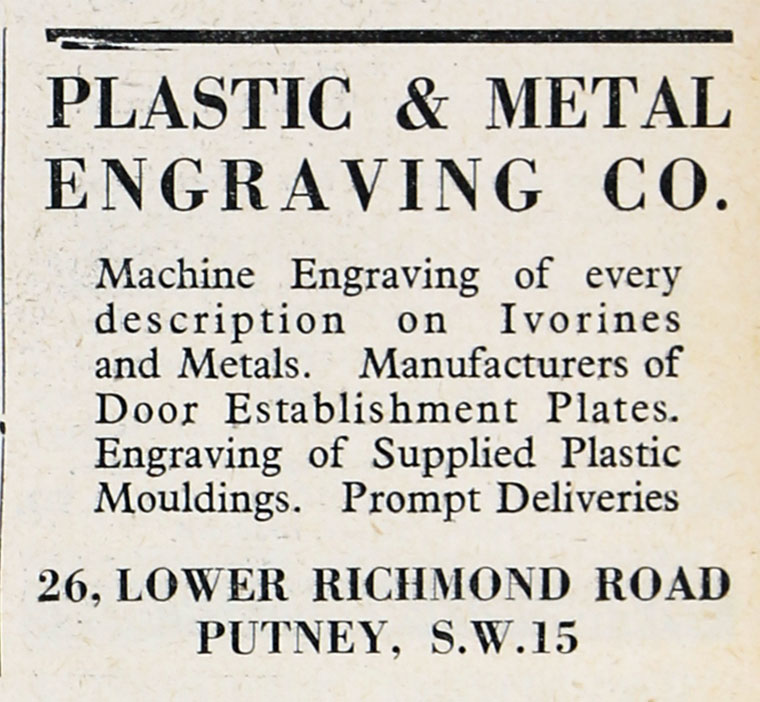 PLASTIC & METAL
ENGRAVING CO.
Machine Engraving of every
description on Ivorines
and Metals. Manufacturers of
Door Establishment Plates.
Engraving of Supplied Plastic
Mouldings. Prompt Deliveries
26, LOWER RICHMOND ROAD
PUTNEY, S.W.15